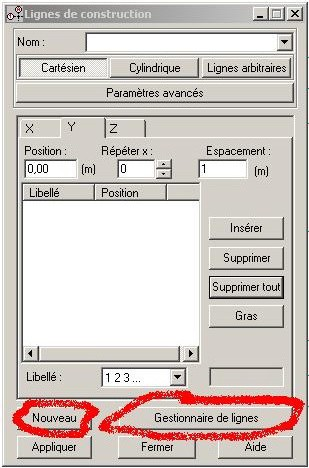 Lignes de construction
Nom :
Cartésien Cylindrique Lignes arbitraires
Paramètres avancés
X Y Z
Position : Répéter x : Espacement :
0,00 (m) 0 1 (m)
Libellé Position
Insérer
Supprimer
Supprimer tout
Gras
Libellé : 1 2 3 ...
Nouveau Gestionnaire de lignes
Appliquer Fermer Aide